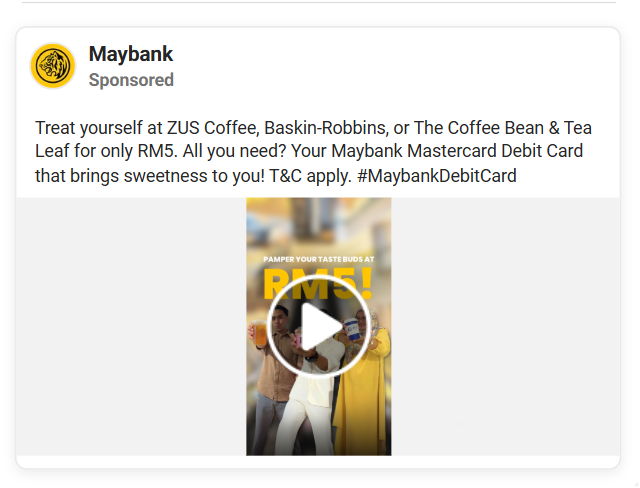 Maybank
Sponsored
Treat yourself at ZUS Coffee, Baskin-Robbins, or The Coffee Bean & Tea
Leaf for only RM5. All you need? Your Maybank Mastercard Debit Card
that brings sweetness to you! T&C apply. #MaybankDebitCard
PAMPER YOUR TASTE BUDS AT
RM5!